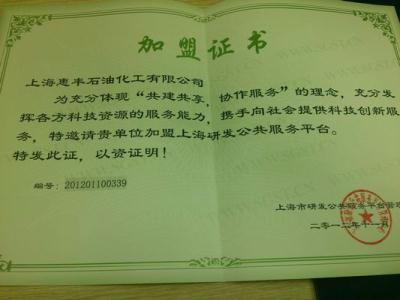 加盟证书
上海惠丰石油化工有限公司
为充分体现“共建共享，协作服务”的理念，充分发
挥各方科技资源的服务能力，携手向社会提供科技创新服
务，特邀请贵单位加盟上海研发公共服务平台。
特发此证，以资证明！
编号：201201100339
上海市研发公共服务平台管理
二零一二年十一月